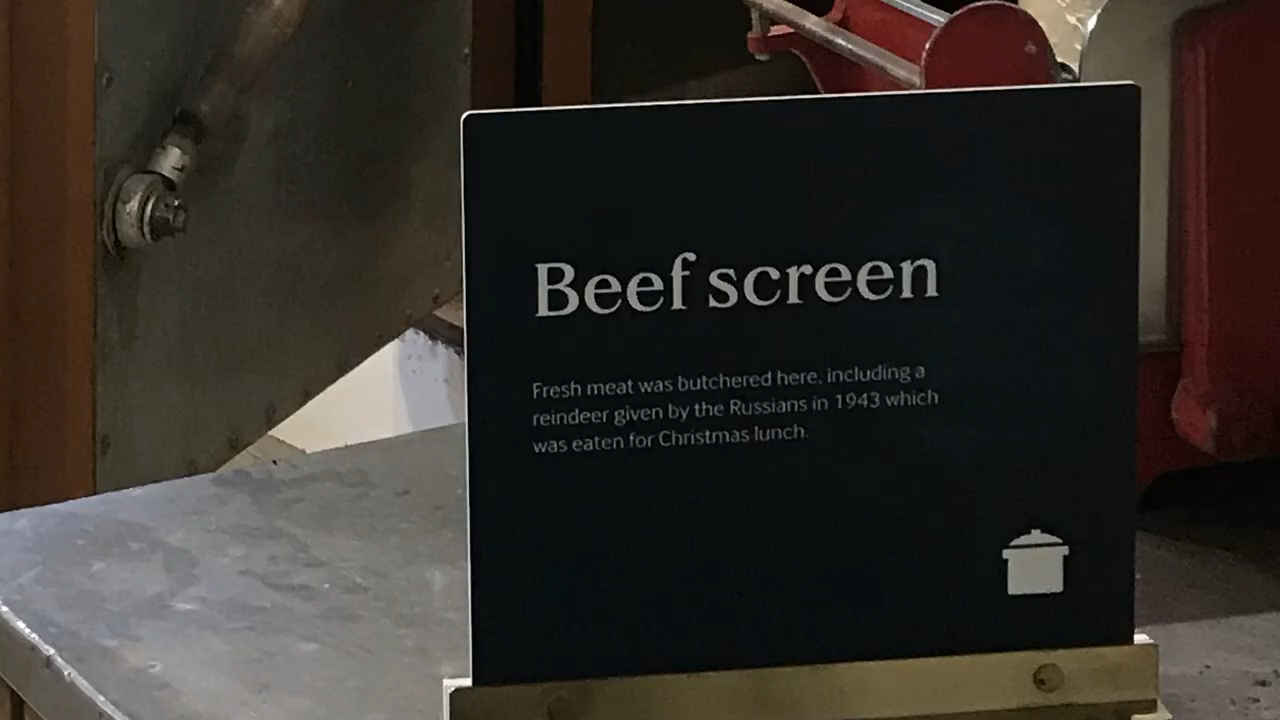 Beef screen
Fresh meat was butchered here, including a
reindeer given by the Russians in 1943 which
was eaten for Christmas lunch.